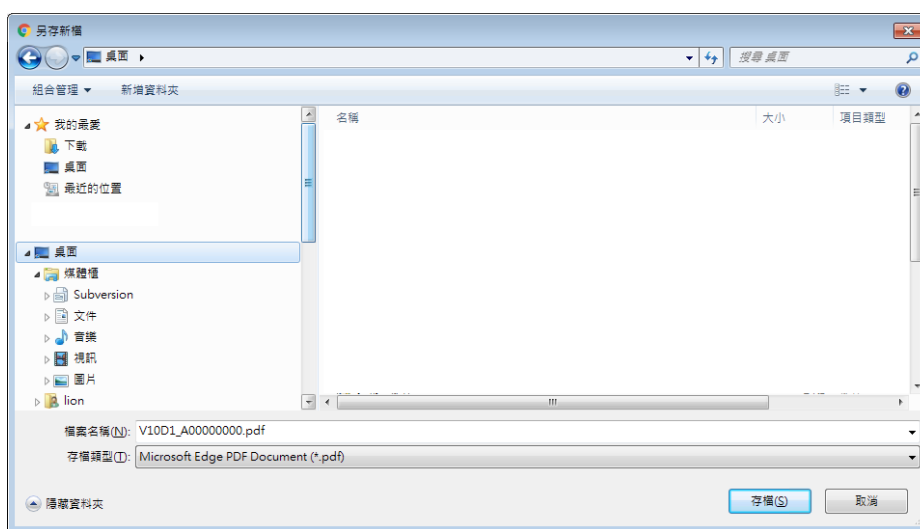 另存新檔
桌面
搜尋 桌面
組合管理 新增資料夾
名稱 大小 項目類型
我的最愛
下載
桌面
最近的位置
桌面
媒體櫃
Subversion
文件
音樂
視訊
圖片
lion
檔案名稱(N): V10D1_A00000000.pdf
存檔類型(T): Microsoft Edge PDF Document (*.pdf)
隱藏資料夾
存檔(S) 取消